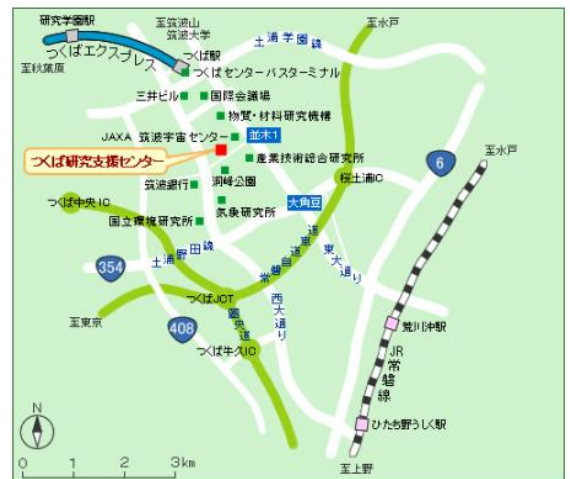 研究学園駅
至筑波山
筑波大学
至水戸
つくばエクスプレス
つくば駅
土浦学園線
至秋葉原
つくばセンターバスターミナル
三井ビル
国際会議場
物質・材料研究機構
JAXA 筑波宇宙センター
並木1
至水戸
つくば研究支援センター
産業技術総合研究所
6
桜土浦IC
筑波銀行
洞峰公園
つくば中央IC
大角豆
気象研究所
国立環境研究所
土浦野田線
常磐自動車道
東大通り
354
つくばJCT
西大通り
至東京
408
圏央道
荒川沖駅
つくば牛久IC
JR常磐線
N
ひたち野うしく駅
0 1 2 3km
至上野